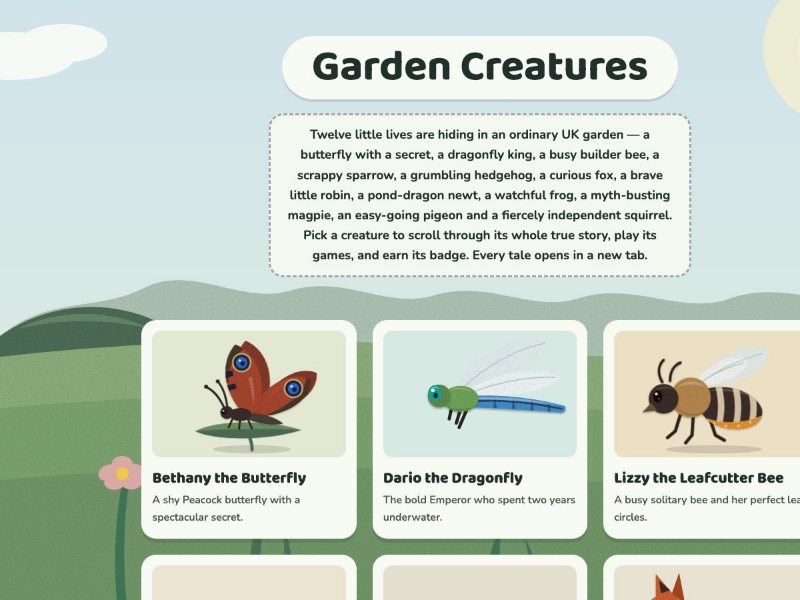 Garden Creatures
Twelve little lives are hiding in an ordinary UK garden — a
butterfly with a secret, a dragonfly king, a busy builder bee, a
scrappy sparrow, a grumbling hedgehog, a curious fox, a brave
little robin, a pond-dragon newt, a watchful frog, a myth-busting
magpie, an easy-going pigeon and a fiercely independent squirrel.
Pick a creature to scroll through its whole true story, play its
games, and earn its badge. Every tale opens in a new tab.
Bethany the Butterfly
A shy Peacock butterfly with a
spectacular secret.
Dario the Dragonfly
The bold Emperor who spent two years
underwater.
Lizzy the Leafcutter Bee
A busy solitary bee and her perfect
circles.